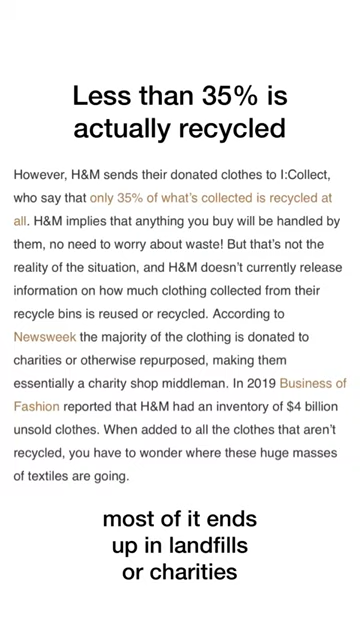 Less than 35% is
actually recycled
However, H&M sends their donated clothes to I:Collect,
who say that only 35% of what's collected is recycled at
all. H&M implies that anything you buy will be handled by
them, no need to worry about waste! But that's not the
reality of the situation, and H&M doesn't currently release
information on how much clothing collected from their
recycle bins is reused or recycled. According to
Newsweek the majority of the clothing is donated to
charities or otherwise repurposed, making them
essentially a charity shop middleman. In 2019 Business of
Fashion reported that H&M had an inventory of $4 billion
unsold clothes. When added to all the clothes that aren't
recycled, you have to wonder where these huge masses
of textiles are going.
most of it ends
up in landfills
or charities